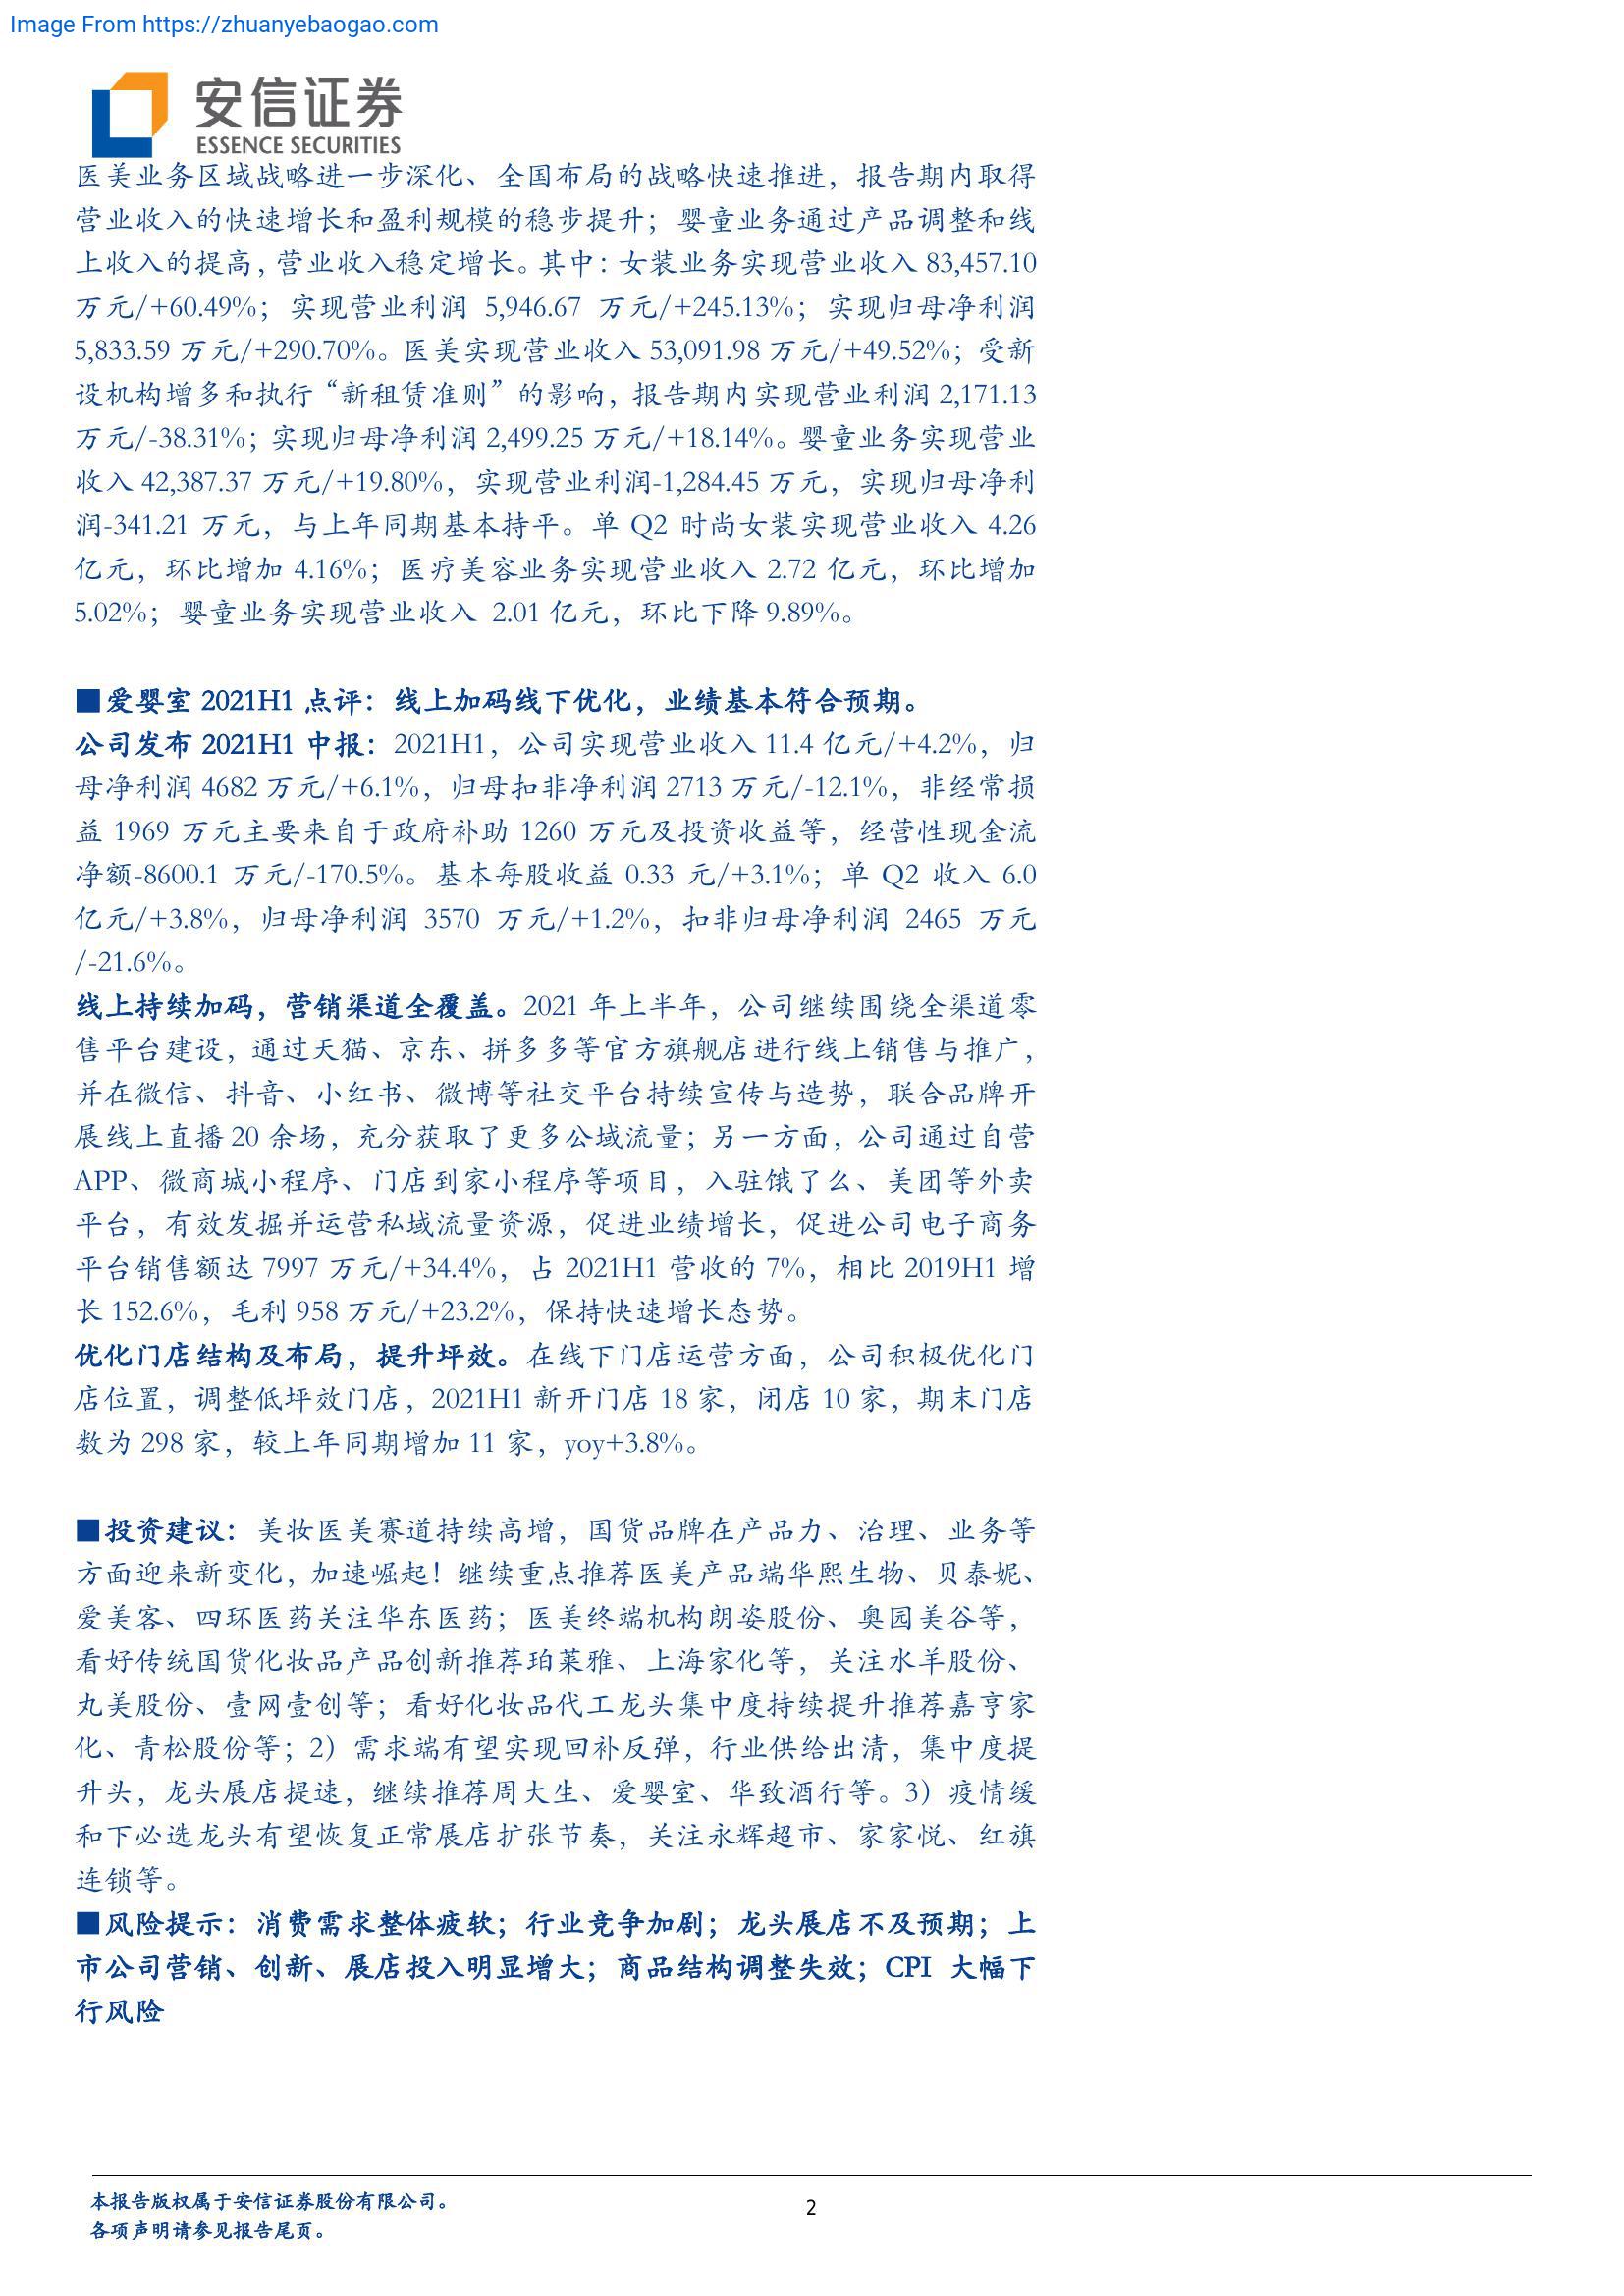 Image From https://zhuanyebaogao.com
安信证券
ESSENCE SECURITIES
医美业务区域战略进一步深化、全国布局的战略快速推进，报告期内取得
营业收入的快速增长和盈利规模的稳步提升；婴童业务通过产品调整和线
上收入的提高，营业收入稳定增长。其中：女装业务实现营业收入 83,457.10
万元/+60.49%；实现营业利润 5,946.67 万元/+245.13%；实现归母净利润
5,833.59 万元/+290.70%。医美实现营业收入 53,091.98 万元/+49.52%；受新
设机构增多和执行“新租赁准则”的影响，报告期内实现营业利润 2,171.13
万元/-38.31%；实现归母净利润 2,499.25 万元/+18.14%。婴童业务实现营业
收入 42,387.37 万元/+19.80%，实现营业利润-1,284.45 万元，实现归母净利
润-341.21 万元，与上年同期基本持平。单 Q2 时尚女装实现营业收入 4.26
亿元，环比增加 4.16%；医疗美容业务实现营业收入 2.72 亿元，环比增加
5.02%；婴童业务实现营业收入 2.01 亿元，环比下降 9.89%。
■爱婴室 2021H1 点评：线上加码线下优化，业绩基本符合预期。
公司发布 2021H1 中报：2021H1，公司实现营业收入 11.4 亿元/+4.2%，归
母净利润 4682 万元/+6.1%，归母扣非净利润 2713 万元/-12.1%，非经常损
益 1969 万元主要来自于政府补助 1260 万元及投资收益等，经营性现金流
净额-8600.1 万元/-170.5%。基本每股收益 0.33 元/+3.1%；单 Q2 收入 6.0
亿元/+3.8%，归母净利润 3570 万元/+1.2%，扣非归母净利润 2465 万元
/-21.6%。
线上持续加码，营销渠道全覆盖。2021 年上半年，公司继续围绕全渠道零
售平台建设，通过天猫、京东、拼多多等官方旗舰店进行线上销售与推广，
并在微信、抖音、小红书、微博等社交平台持续宣传与造势，联合品牌开
展线上直播 20 余场，充分获取了更多公域流量；另一方面，公司通过自营
APP、微商城小程序、门店到家小程序等项目，入驻饿了么、美团等外卖
平台，有效发掘并运营私域流量资源，促进业绩增长，促进公司电子商务
平台销售额达 7997 万元/+34.4%，占 2021H1 营收的 7%，相比 2019H1 增
长 152.6%，毛利 958 万元/+23.2%，保持快速增长态势。
优化门店结构及布局，提升坪效。在线下门店运营方面，公司积极优化门
店位置，调整低坪效门店，2021H1 新开门店 18 家，闭店 10 家，期末门店
数为 298 家，较上年同期增加 11 家，yoy+3.8%。
■投资建议：美妆医美赛道持续高增，国货品牌在产品力、治理、业务等
方面迎来新变化，加速崛起！继续重点推荐医美产品端华熙生物、贝泰妮、
爱美客、四环医药关注华东医药；医美终端机构朗姿股份、奥园美谷等，
看好传统国货化妆品产品创新推荐珀莱雅、上海家化等，关注水羊股份、
丸美股份、壹网壹创等；看好化妆品代工龙头集中度持续提升推荐嘉亨家
化、青松股份等；2）需求端有望实现回补反弹，行业供给出清，集中度提
升头，龙头展店提速，继续推荐周大生、爱婴室、华致酒行等。3）疫情缓
和下必选龙头有望恢复正常展店扩张节奏，关注永辉超市、家家悦、红旗
连锁等。
■风险提示：消费需求整体疲软；行业竞争加剧；龙头展店不及预期；上
市公司营销、创新、展店投入明显增大；商品结构调整失效；CPI 大幅下
行风险
本报告版权属于安信证券股份有限公司。
2
各项声明请参见报告尾页。